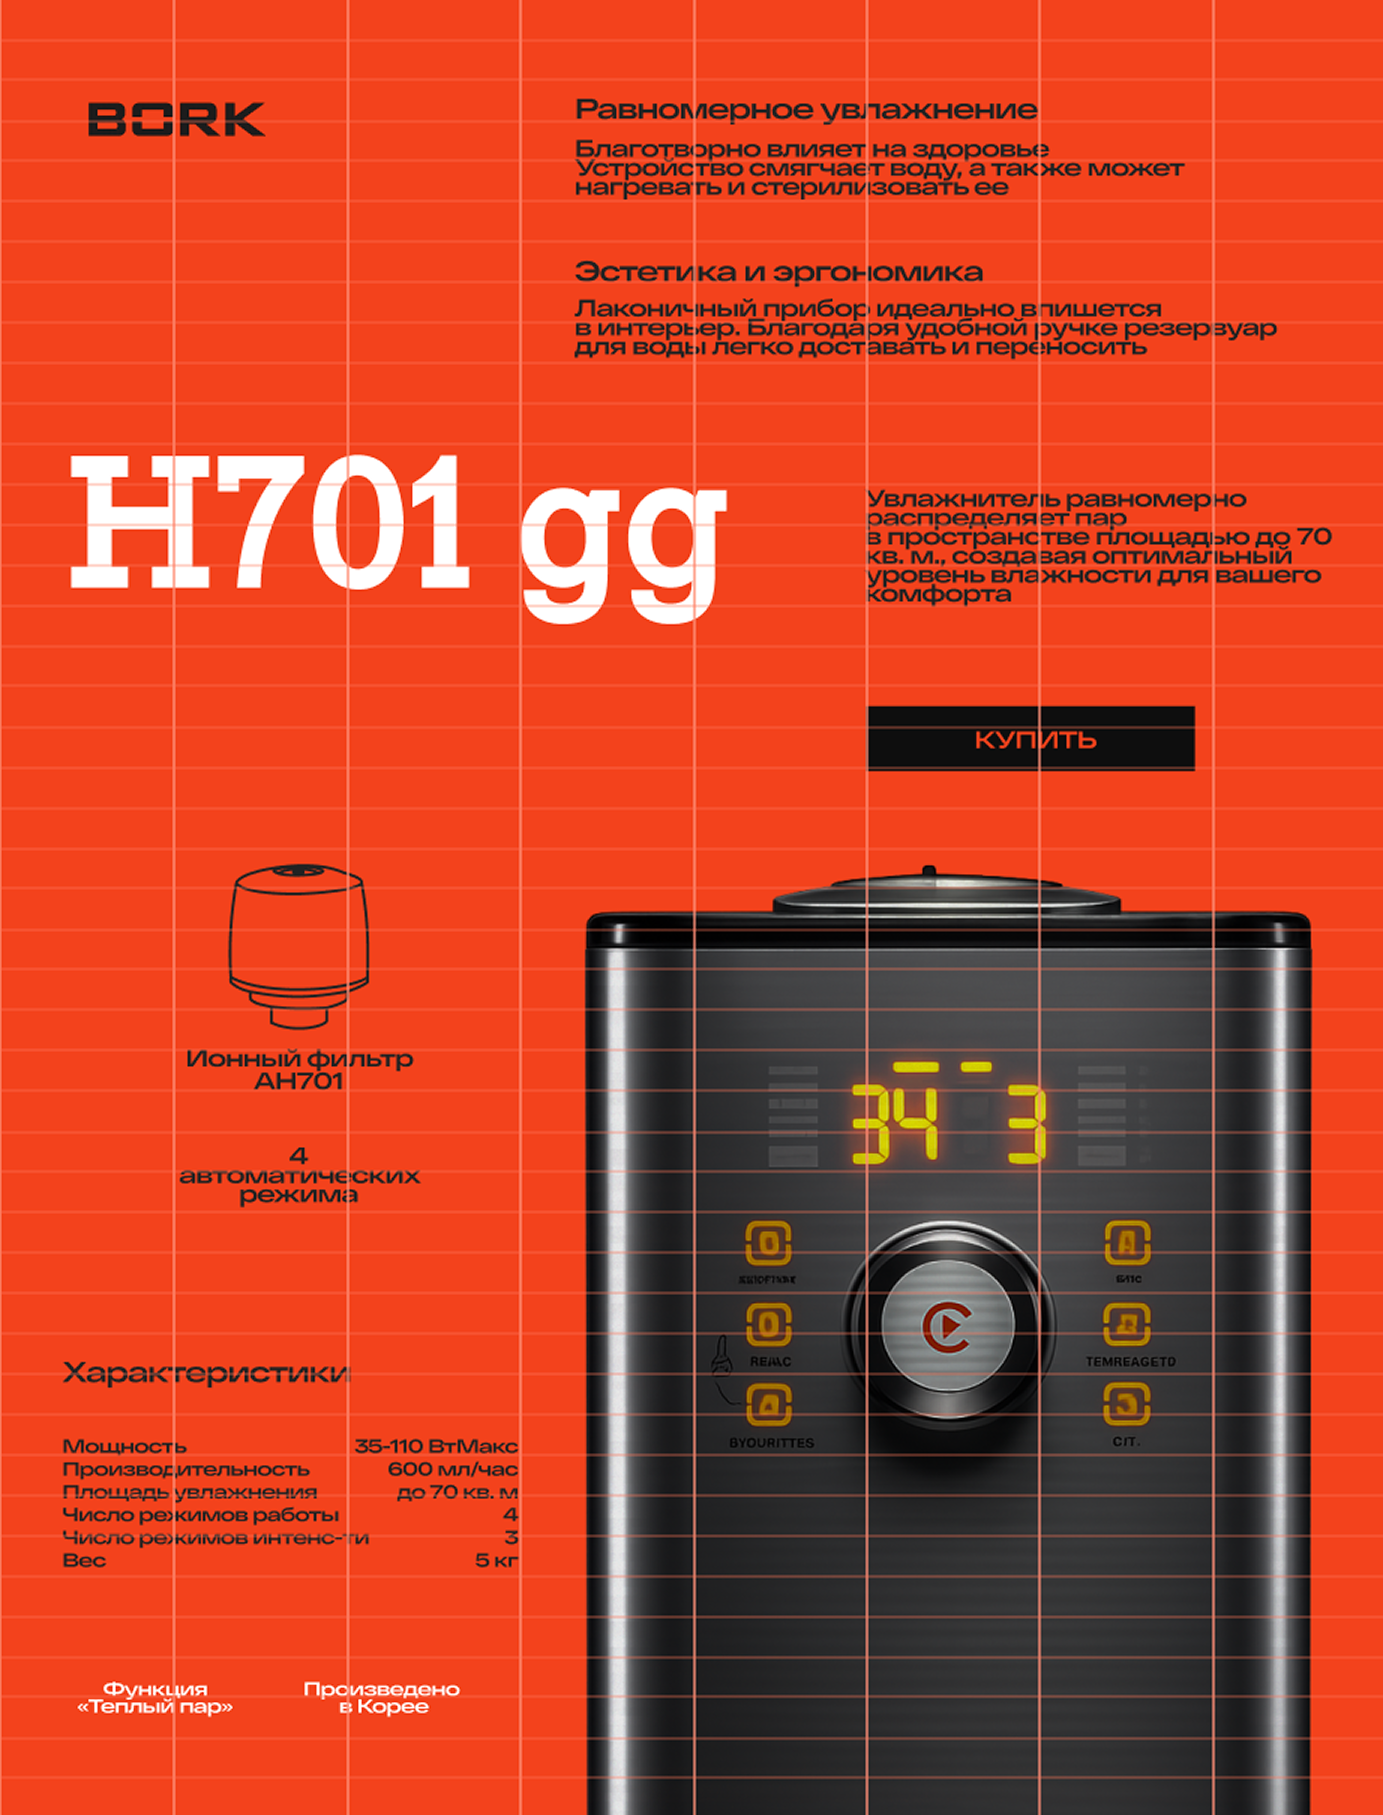 BORK
Равномерное увлажнение
Благотворно влияет на здоровье
Устройство смягчает воду, а также может
нагревать и стерилизовать ее
Эстетика и эргономика
Лаконичный прибор идеально впишется
в интерьер. Благодаря удобной ручке резервуар
для воды легко доставать и переносить
H701 gg
Увлажнитель равномерно
распределяет пар
в пространстве площадью до 70
кв. м., создавая оптимальный
уровень влажности для вашего
комфорта
КУПИТЬ
Ионный фильтр
AH701
4
автоматических
режима
34 3
TEMREAGETD
BYOURITTES
CIT.
Характеристики
Мощность 35-110 ВтМакс
Производительность 600 мл/час
Площадь увлажнения до 70 кв. м
Число режимов работы 4
Число режимов интенс-ти 3
Вес 5 кг
Функция
«Теплый пар»
Произведено
в Корее